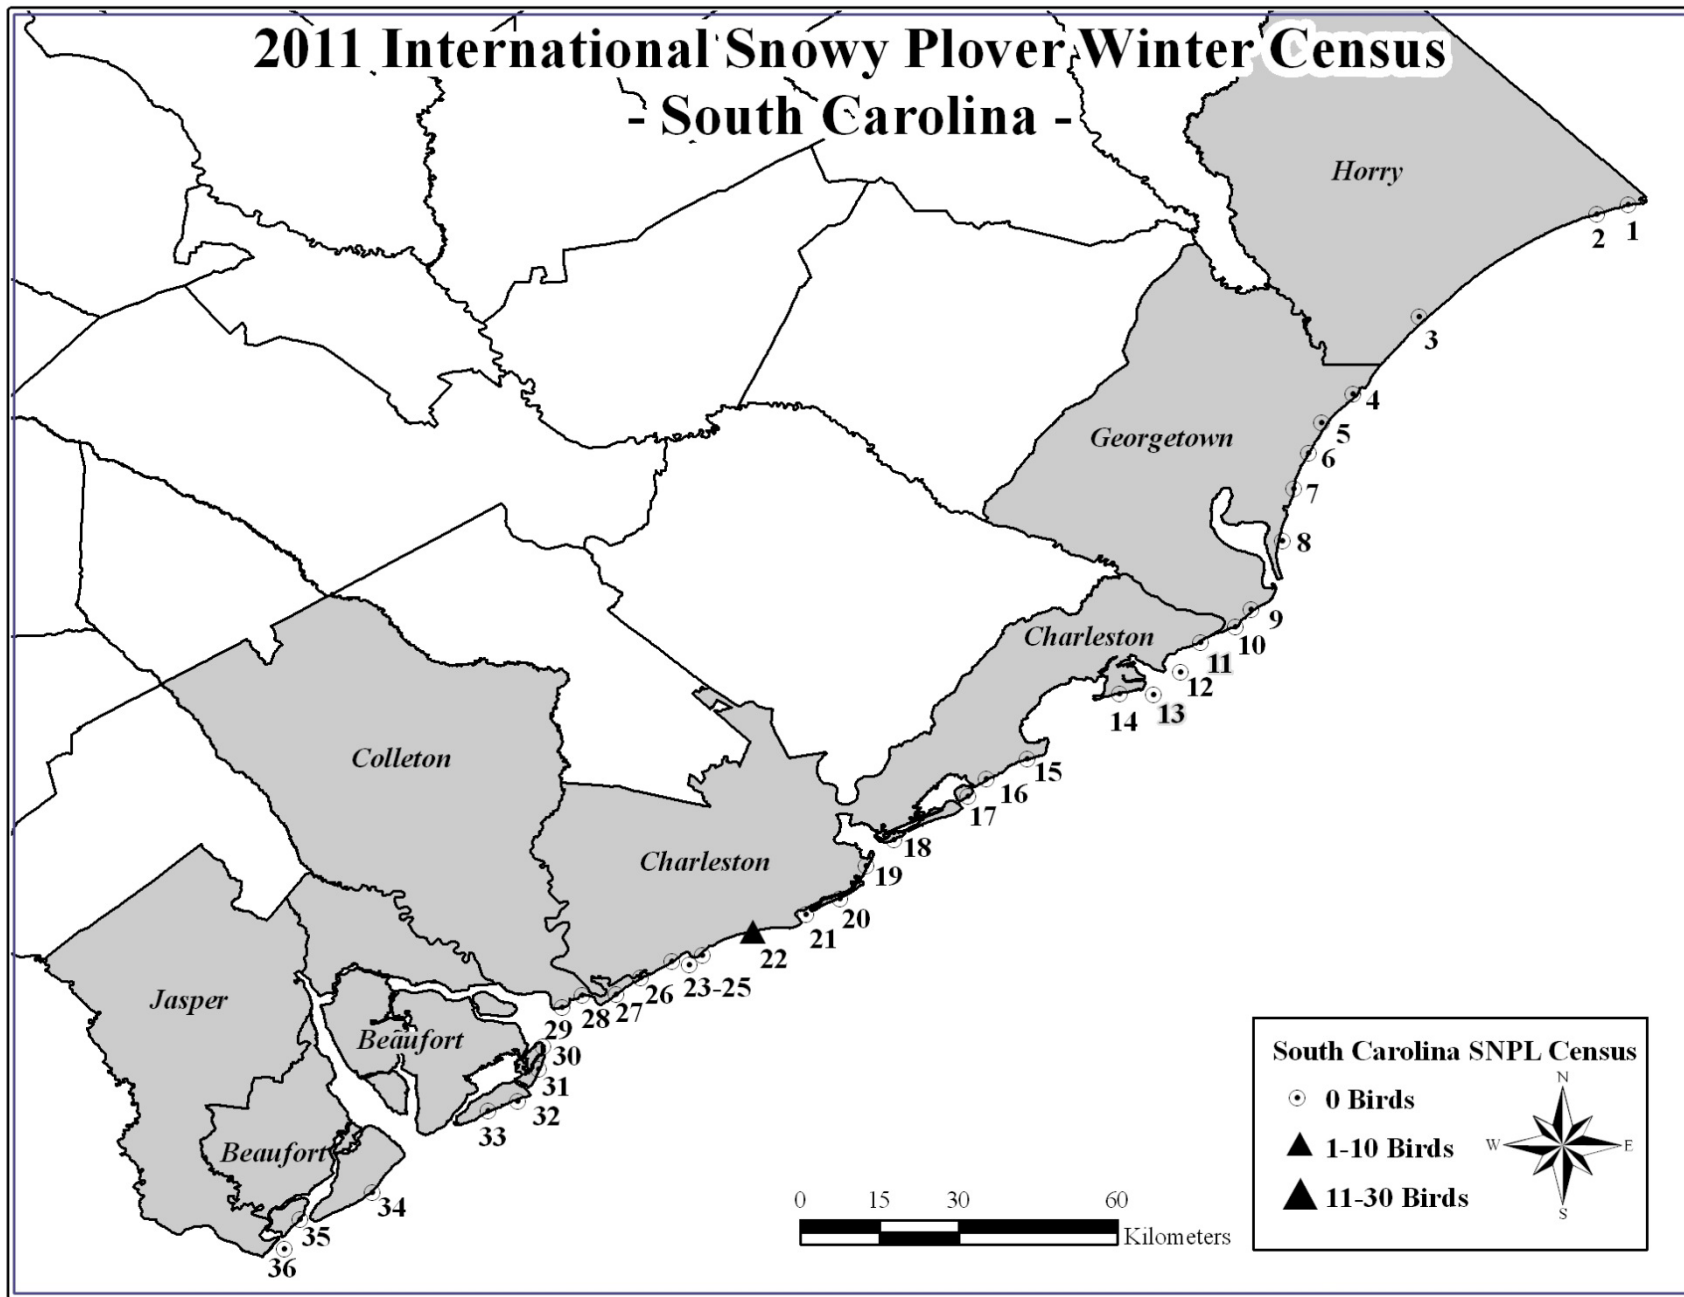 2011 International Snowy Plover Winter Census
- South Carolina -
Horry
1
2
3
4
Georgetown
5
6
7
8
9
Charleston
10
11
12
13
14
Colleton
15
16
17
18
Charleston
19
20
21
22
23-25
26
27
28
29
Jasper
Beaufort
30
31
32
33
Beaufort
34
35
36
South Carolina SNPL Census
0 Birds
1-10 Birds
11-30 Birds
N
W
E
S
0 15 30 60
Kilometers